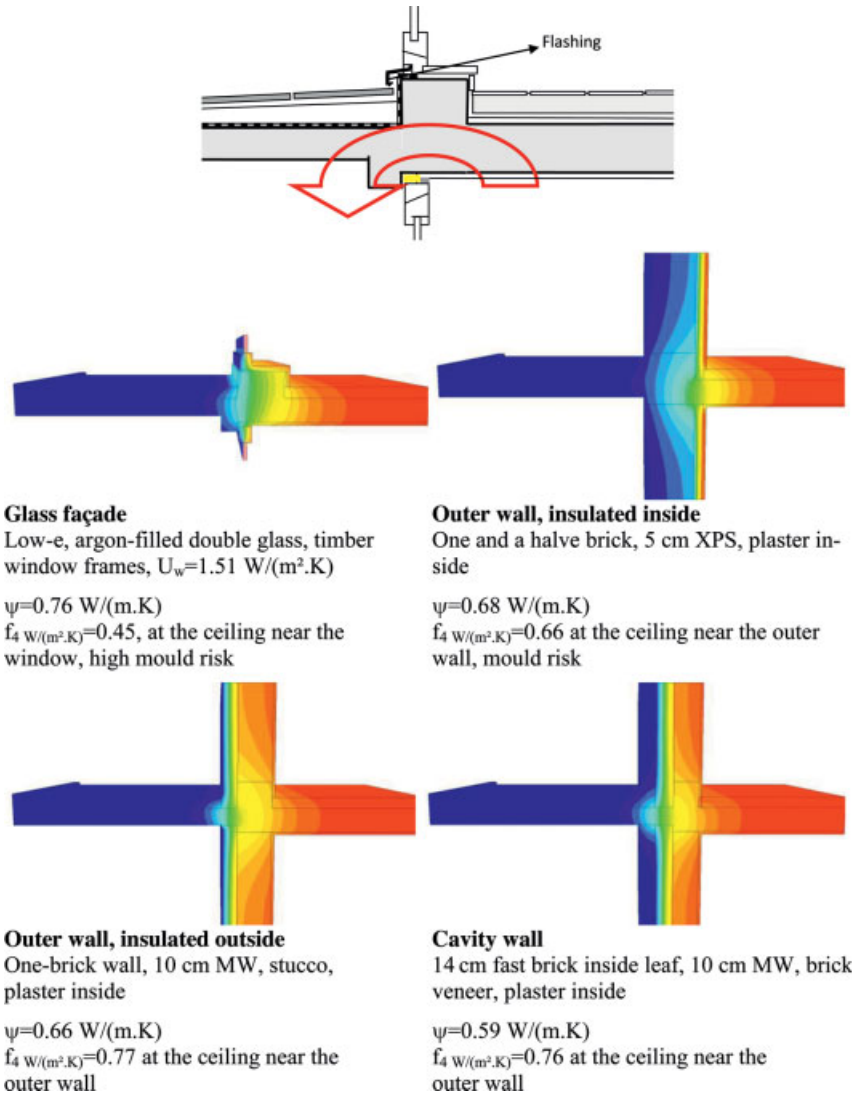 Flashing
Glass façade
Low-e, argon-filled double glass, timber
window frames, Uw=1.51 W/(m².K)
ψ=0.76 W/(m.K)
f4 W/(m².K)=0.45, at the ceiling near the
window, high mould risk
Outer wall, insulated inside
One and a halve brick, 5 cm XPS, plaster in-
side
ψ=0.68 W/(m.K)
f4 W/(m².K)=0.66 at the ceiling near the outer
wall, mould risk
Outer wall, insulated outside
One-brick wall, 10 cm MW, stucco,
plaster inside
ψ=0.66 W/(m.K)
f4 W/(m².K)=0.77 at the ceiling near the
outer wall
Cavity wall
14 cm fast brick inside leaf, 10 cm MW, brick
veneer, plaster inside
ψ=0.59 W/(m.K)
f4 W/(m².K)=0.76 at the ceiling near the
outer wall